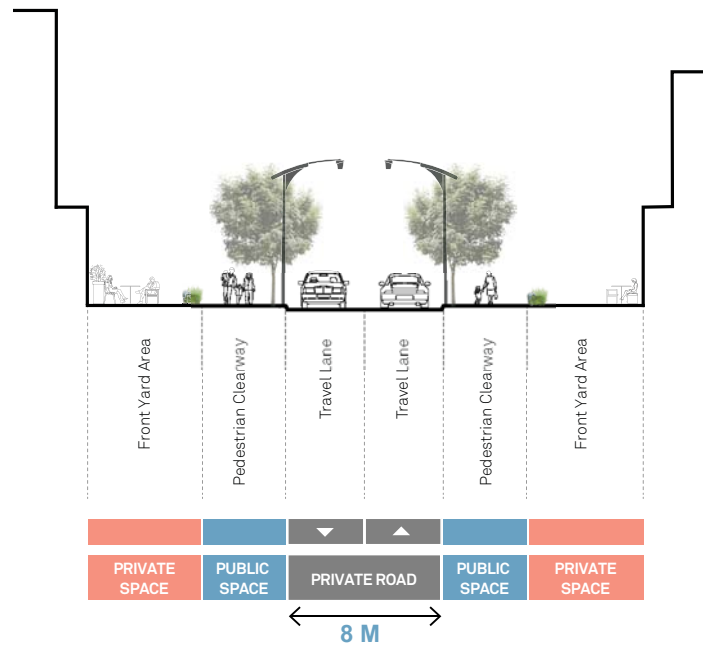 Front Yard Area
Pedestrian Clearway
Travel Lane
Travel Lane
Pedestrian Clearway
Front Yard Area
PRIVATE
SPACE
PUBLIC
SPACE
PRIVATE ROAD
PUBLIC
SPACE
PRIVATE
SPACE
8 M